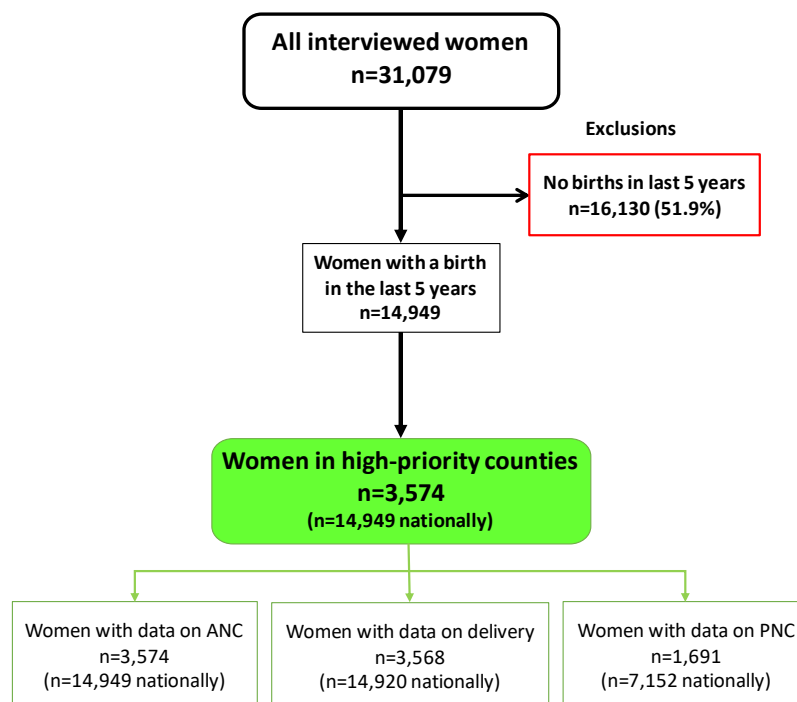 All interviewed women
n=31,079
Exclusions
No births in last 5 years
n=16,130 (51.9%)
Women with a birth
in the last 5 years
n=14,949
Women in high-priority counties
n=3,574
(n=14,949 nationally)
Women with data on ANC
n=3,574
(n=14,949 nationally)
Women with data on delivery
n=3,568
(n=14,920 nationally)
Women with data on PNC
n=1,691
(n=7,152 nationally)